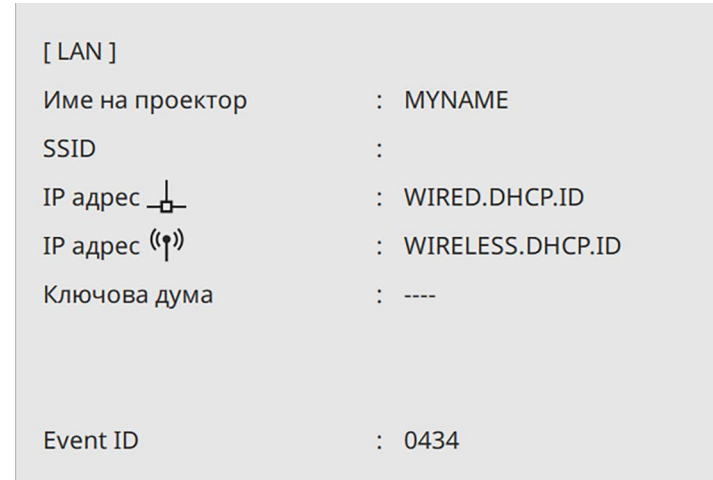 [ LAN ]
Име на проектор : MYNAME
SSID :
IP адрес : WIRED.DHCP.ID
IP адрес : WIRELESS.DHCP.ID
Ключова дума : ----
Event ID : 0434